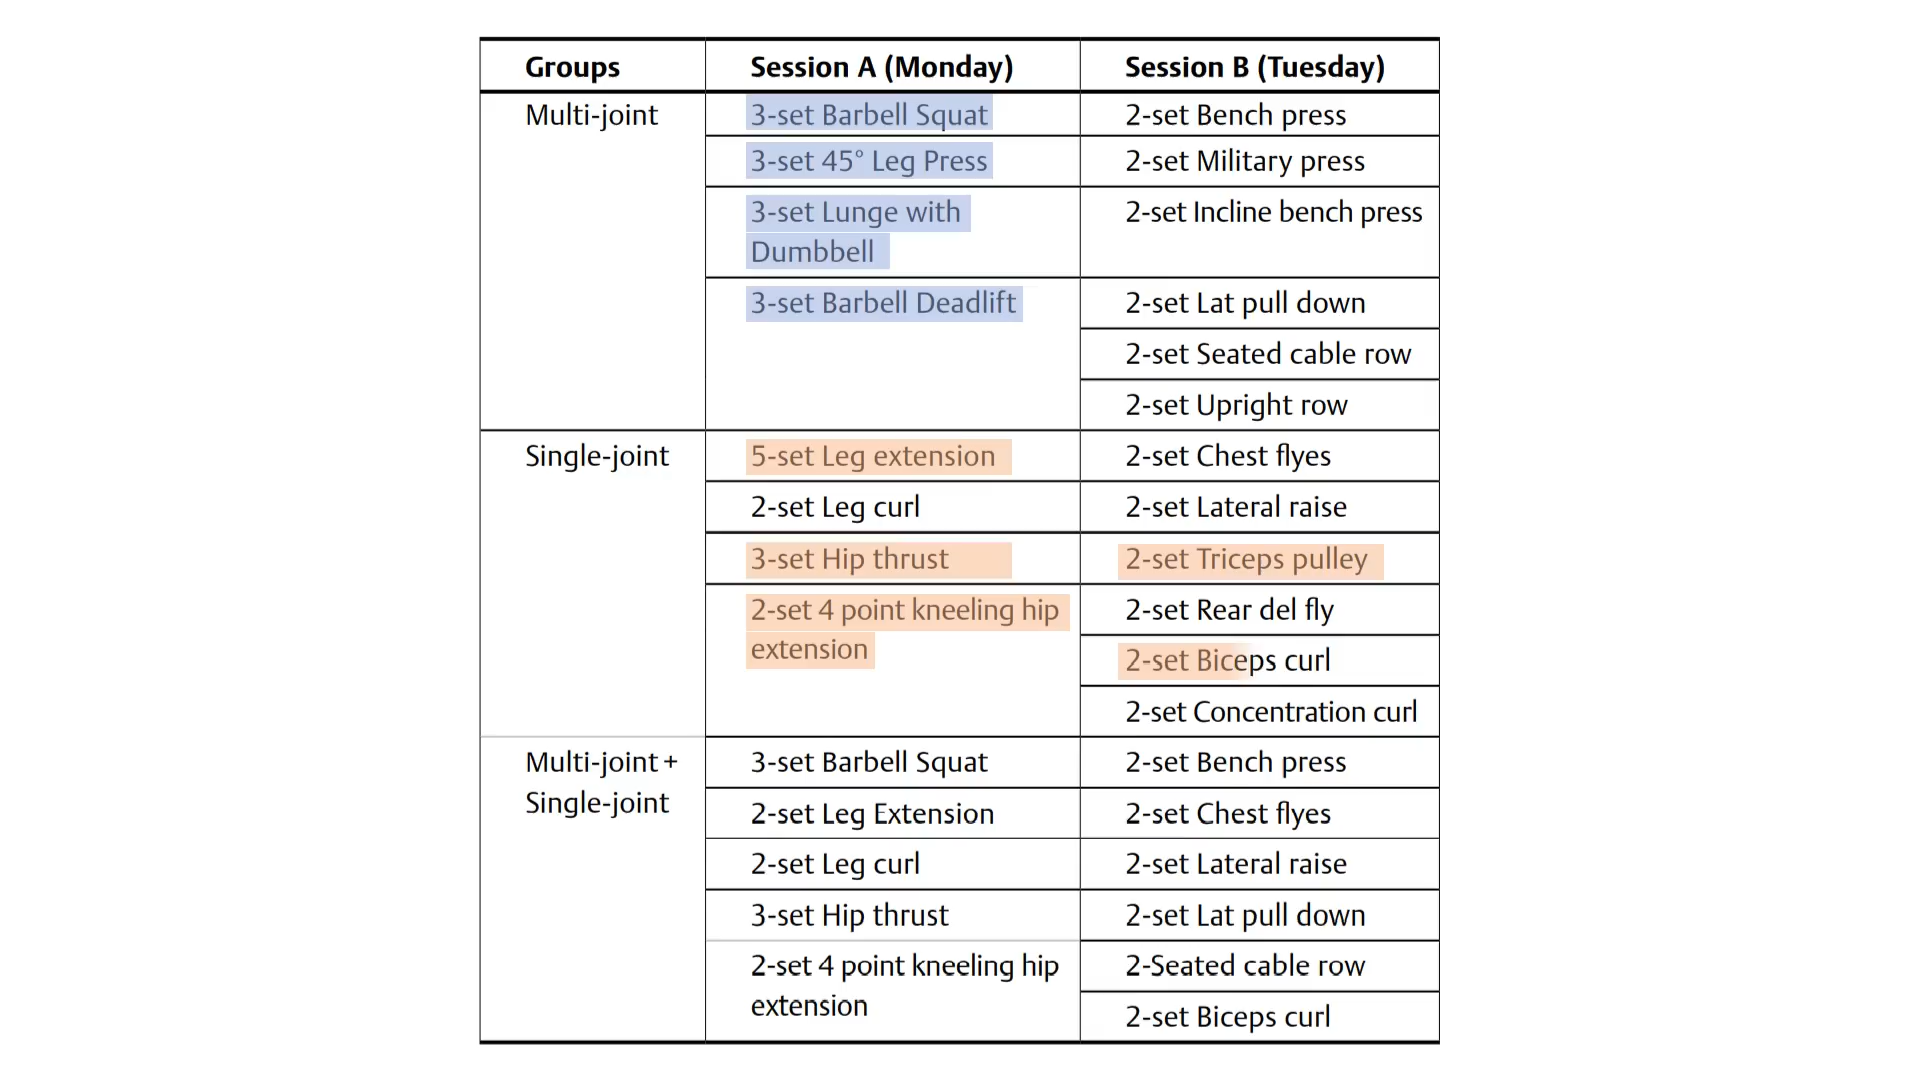 Groups Session A (Monday) Session B (Tuesday)
Multi-joint 3-set Barbell Squat 2-set Bench press
3-set 45° Leg Press 2-set Military press
3-set Lunge with 2-set Incline bench press
Dumbbell
3-set Barbell Deadlift 2-set Lat pull down
2-set Seated cable row
2-set Upright row
Single-joint 5-set Leg extension 2-set Chest flyes
2-set Leg curl 2-set Lateral raise
3-set Hip thrust 2-set Triceps pulley
2-set 4 point kneeling hip 2-set Rear del fly
extension
2-set Biceps curl
2-set Concentration curl
Multi-joint + 3-set Barbell Squat 2-set Bench press
Single-joint 2-set Leg Extension 2-set Chest flyes
2-set Leg curl 2-set Lateral raise
3-set Hip thrust 2-set Lat pull down
2-set 4 point kneeling hip 2-Seated cable row
extension
2-set Biceps curl